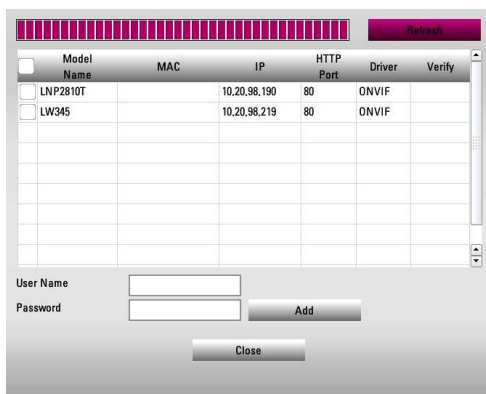 Refresh
Model Name MAC IP HTTP Port Driver Verify
LNP2810T 10,20,98,190 80 ONVIF
LW345 10,20,98,219 80 ONVIF
User Name
Password Add
Close